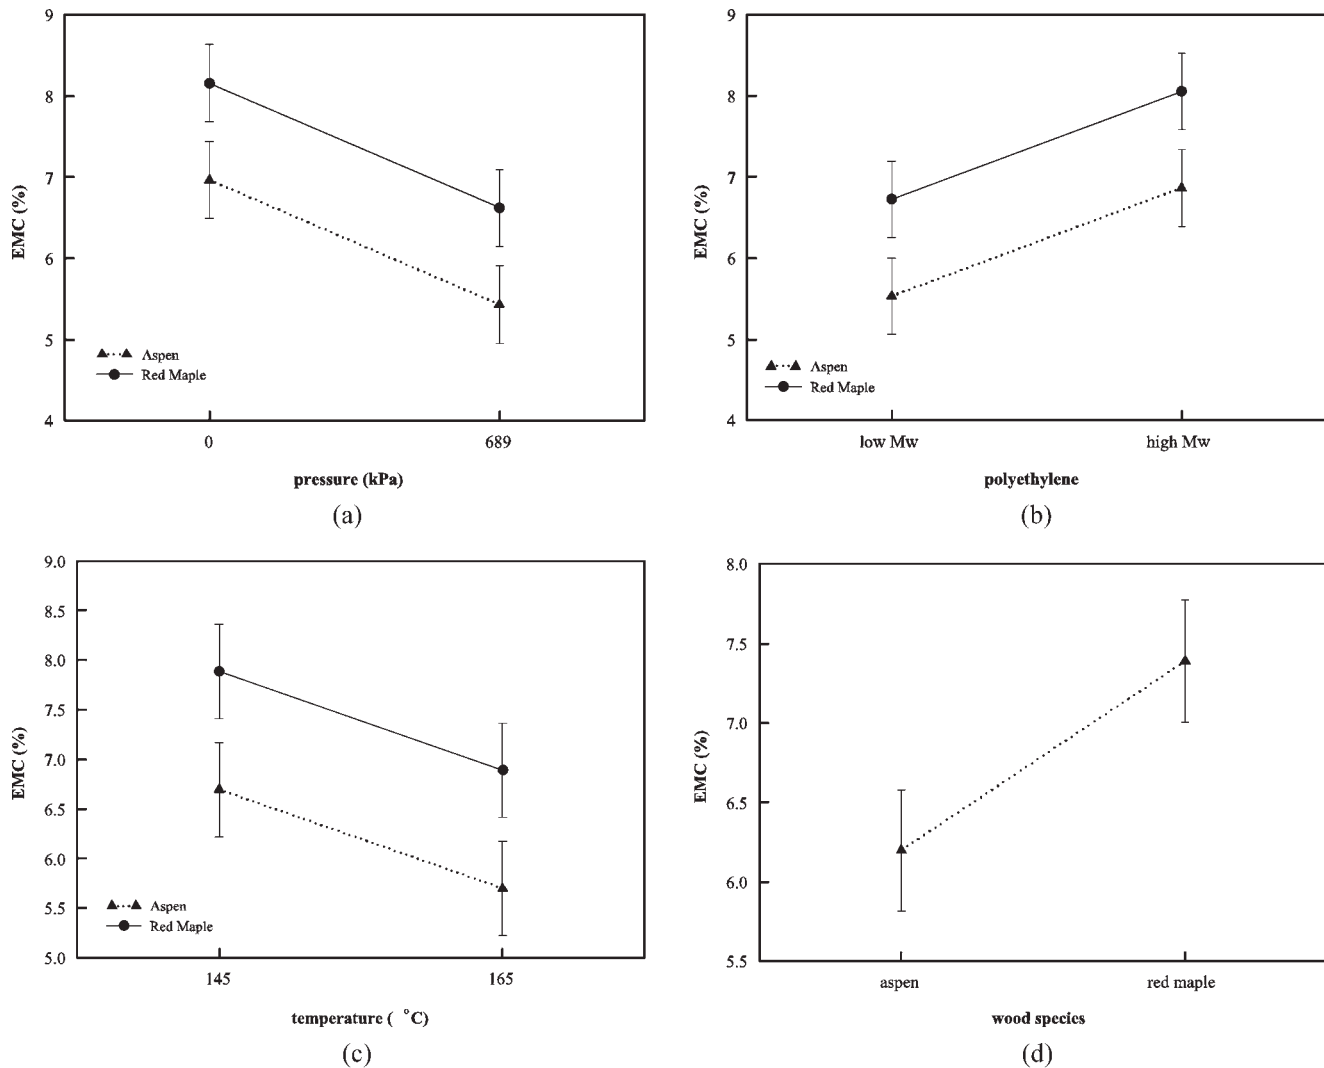 9
8
7
6
5
4
EMC (%)
Aspen
Red Maple
0 689
pressure (kPa)
(a)
9
8
7
6
5
4
EMC (%)
Aspen
Red Maple
low Mw high Mw
polyethylene
(b)
9.0
8.5
8.0
7.5
7.0
6.5
6.0
5.5
5.0
EMC (%)
Aspen
Red Maple
145 165
temperature ( °C)
(c)
8.0
7.5
7.0
6.5
6.0
5.5
EMC (%)
aspen red maple
wood species
(d)